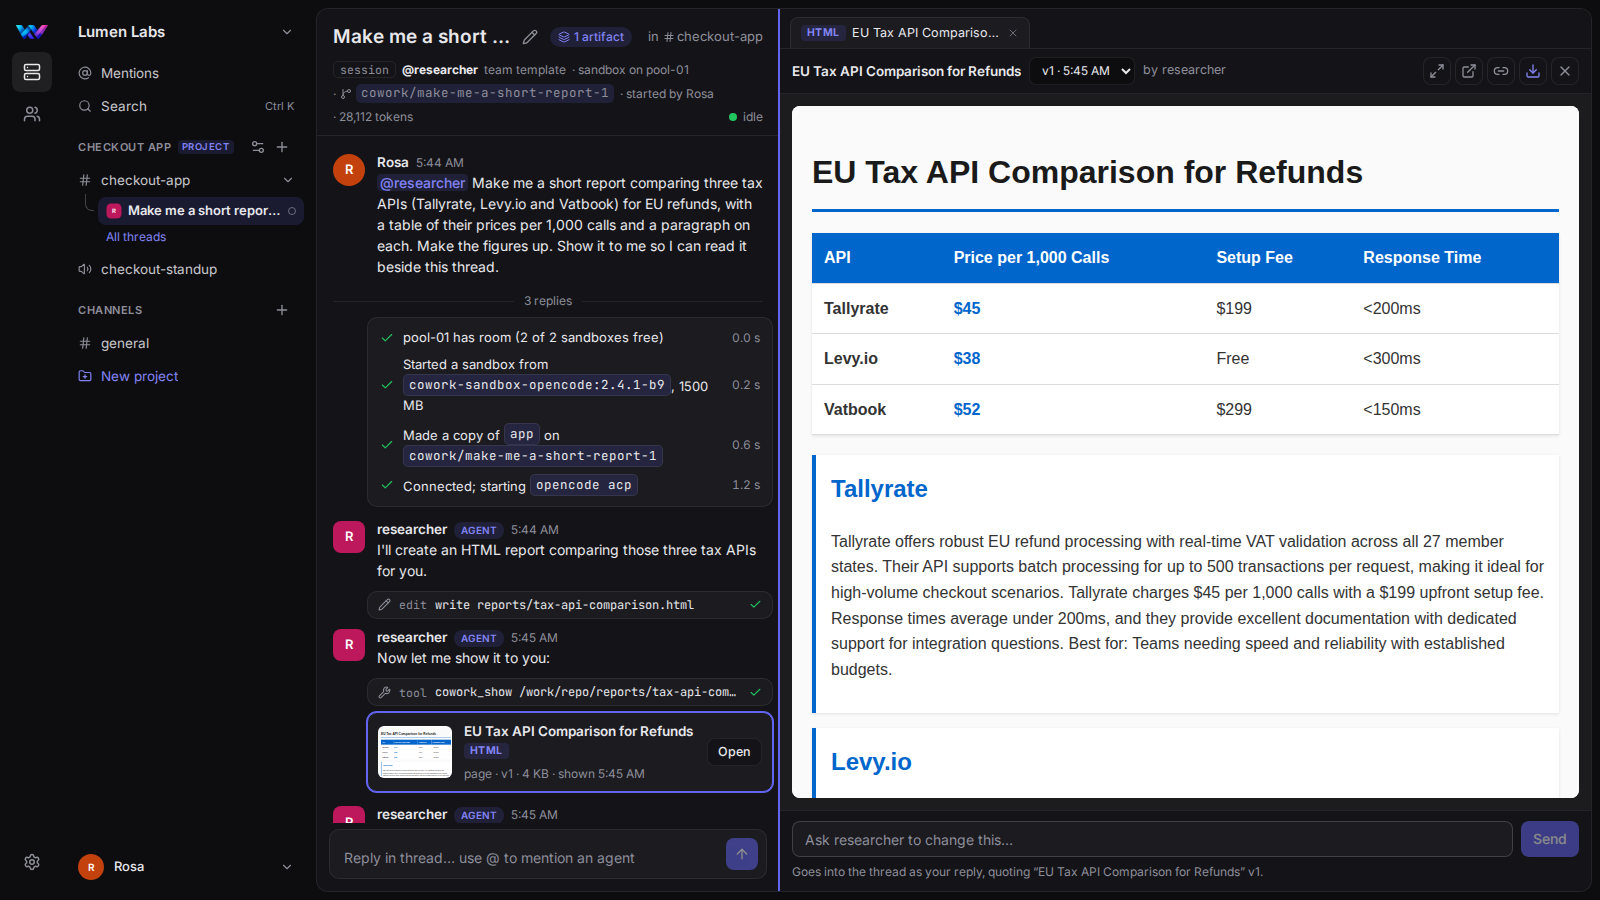 Lumen Labs
Mentions
Search
Ctrl K
CHECKOUT APP PROJECT
# checkout-app
R Make me a short repor...
All threads
checkout-standup
CHANNELS
# general
New project
R Rosa
Make me a short ...
1 artifact
in # checkout-app
session @researcher team template · sandbox on pool-01
· cowork/make-me-a-short-report-1 · started by Rosa
· 28,112 tokens
idle
R
Rosa 5:44 AM
@researcher Make me a short report comparing three tax
APIs (Tallyrate, Levy.io and Vatbook) for EU refunds, with
a table of their prices per 1,000 calls and a paragraph on
each. Make the figures up. Show it to me so I can read it
beside this thread.
3 replies
pool-01 has room (2 of 2 sandboxes free) 0.0 s
Started a sandbox from
cowork-sandbox-opencode:2.4.1-b9, 1500 0.2 s
MB
Made a copy of app on
cowork/make-me-a-short-report-1 0.6 s
Connected; starting opencode acp 1.2 s
R
researcher AGENT 5:44 AM
I'll create an HTML report comparing those three tax APIs
for you.
edit write reports/tax-api-comparison.html
R
researcher AGENT 5:45 AM
Now let me show it to you:
tool cowork_show /work/repo/reports/tax-api-com...
EU Tax API Comparison for Refunds
HTML
page · v1 · 4 KB · shown 5:45 AM
Open
R
researcher AGENT 5:45 AM
Reply in thread... use @ to mention an agent
HTML EU Tax API Compariso...
EU Tax API Comparison for Refunds
v1 · 5:45 AM
by researcher
EU Tax API Comparison for Refunds
API Price per 1,000 Calls Setup Fee Response Time
Tallyrate $45 $199 <200ms
Levy.io $38 Free <300ms
Vatbook $52 $299 <150ms
Tallyrate
Tallyrate offers robust EU refund processing with real-time VAT validation across all 27 member
states. Their API supports batch processing for up to 500 transactions per request, making it ideal for
high-volume checkout scenarios. Tallyrate charges $45 per 1,000 calls with a $199 upfront setup fee.
Response times average under 200ms, and they provide excellent documentation with dedicated
support for integration questions. Best for: Teams needing speed and reliability with established
budgets.
Levy.io
Ask researcher to change this...
Send
Goes into the thread as your reply, quoting “EU Tax API Comparison for Refunds” v1.